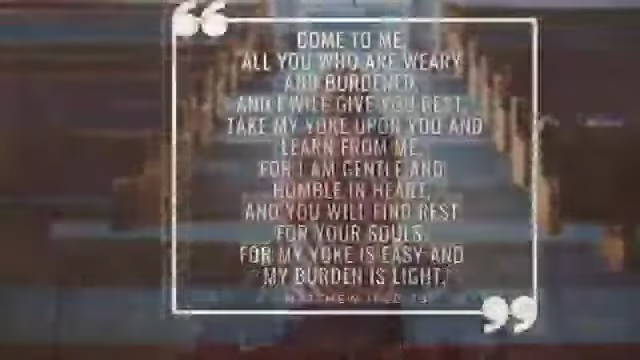 COME TO ME,
ALL YOU WHO ARE WEARY
AND BURDENED,
AND I WILL GIVE YOU REST.
TAKE MY YOKE UPON YOU AND
LEARN FROM ME,
FOR I AM GENTLE AND
HUMBLE IN HEART,
AND YOU WILL FIND REST
FOR YOUR SOULS.
FOR MY YOKE IS EASY AND
MY BURDEN IS LIGHT."
MATTHEW